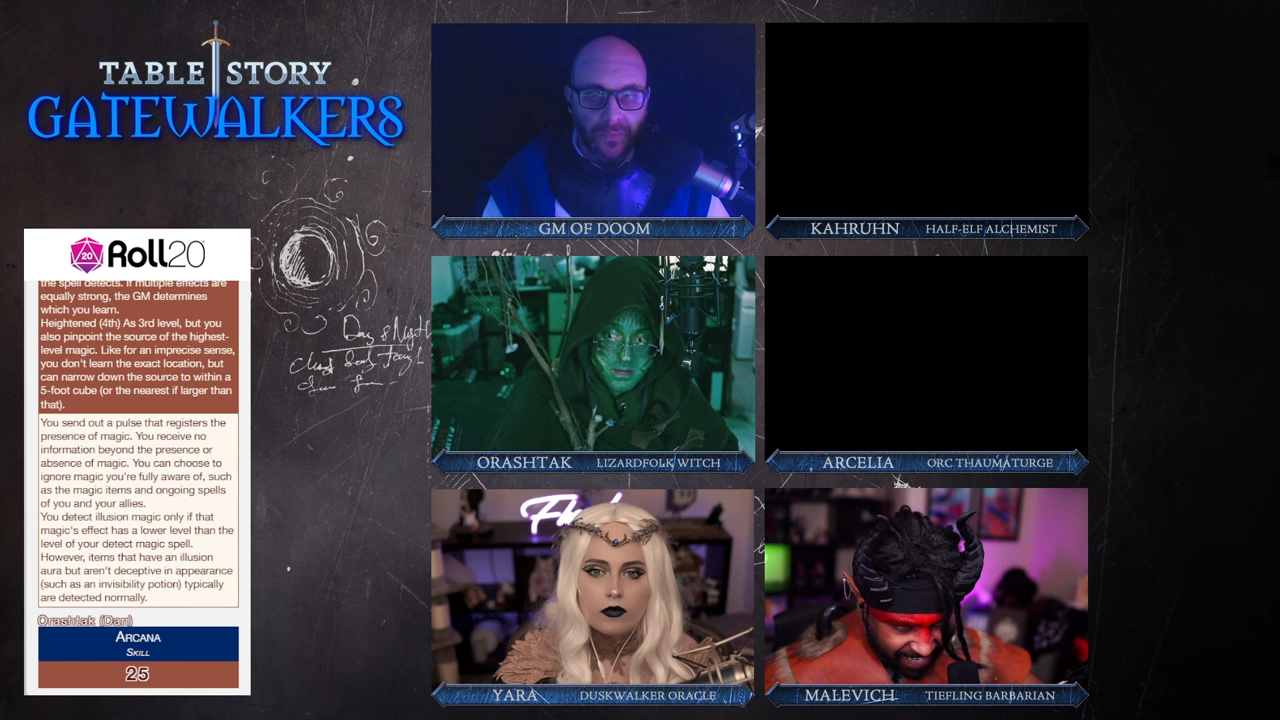 TABLE STORY
GATEWALKERS
20
Roll20
the spell detects. If multiple effects are
equally strong, the GM determines
which you learn.
Heightened (4th) As 3rd level, but you
also pinpoint the source of the highest-
level magic. Like for an imprecise sense,
you don't learn the exact location, but
can narrow down the source to within a
5-foot cube (or the nearest if larger than
that).
You send out a pulse that registers the
presence of magic. You receive no
information beyond the presence or
absence of magic. You can choose to
ignore magic you're fully aware of, such
as the magic items and ongoing spells
of you and your allies.
You detect illusion magic only if that
magic's effect has a lower level than the
level of your detect magic spell.
However, items that have an illusion
aura but aren't deceptive in appearance
(such as an invisibility potion) typically
are detected normally.
Orashtak (Dan)
ARCANA
SKILL
25
GM OF DOOM
KAHRUHN HALF-ELF ALCHEMIST
ORASHTAK LIZARDFOLK WITCH
ARCELIA ORC THAUMATURGE
YARA DUSKWALKER ORACLE
MALEVICH TIEFLING BARBARIAN